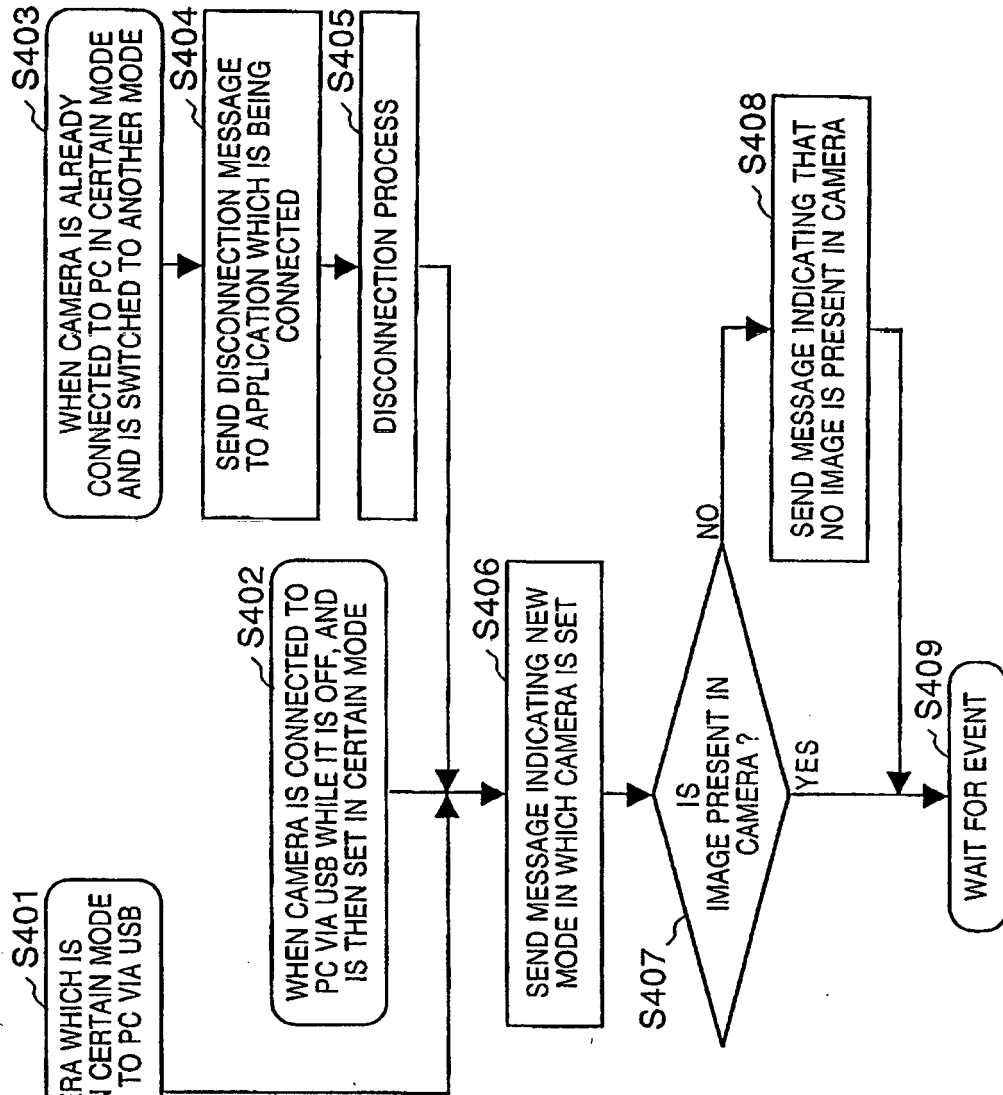 S401
ERA WHICH IS
N CERTAIN MODE
TO PC VIA USB
S402
WHEN CAMERA IS CONNECTED TO
PC VIA USB WHILE IT IS OFF, AND
IS THEN SET IN CERTAIN MODE
S403
WHEN CAMERA IS ALREADY
CONNECTED TO PC IN CERTAIN MODE
AND IS SWITCHED TO ANOTHER MODE
S404
SEND DISCONNECTION MESSAGE
TO APPLICATION WHICH IS BEING
CONNECTED
S405
DISCONNECTION PROCESS
S406
SEND MESSAGE INDICATING NEW
MODE IN WHICH CAMERA IS SET
S407
IS
IMAGE PRESENT IN
CAMERA ?
NO
YES
S408
SEND MESSAGE INDICATING THAT
NO IMAGE IS PRESENT IN CAMERA
S409
WAIT FOR EVENT